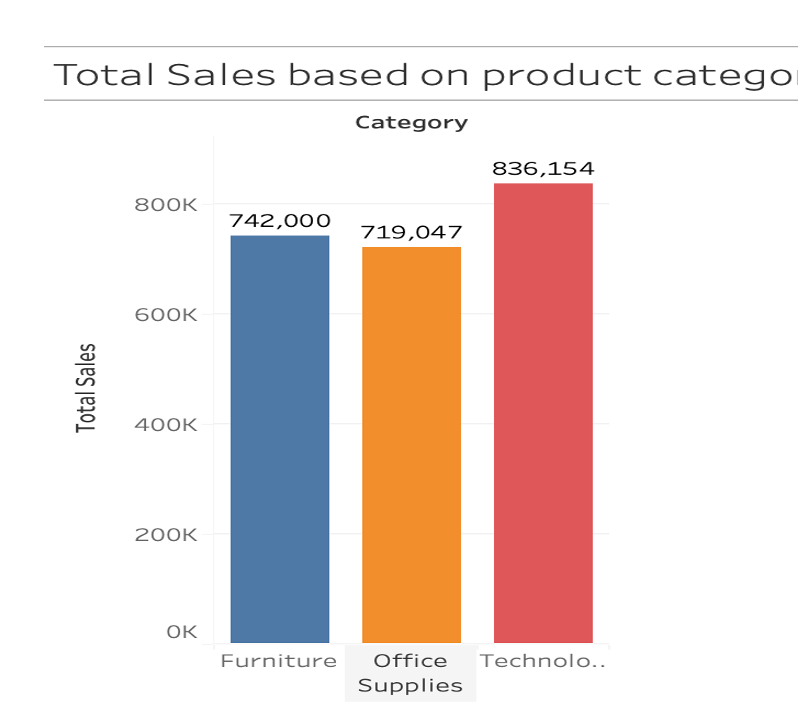 Total Sales based on product catego
Category
836,154
742,000
719,047
800K
600K
400K
200K
0K
Total Sales
Furniture
Office
Supplies
Technolo..